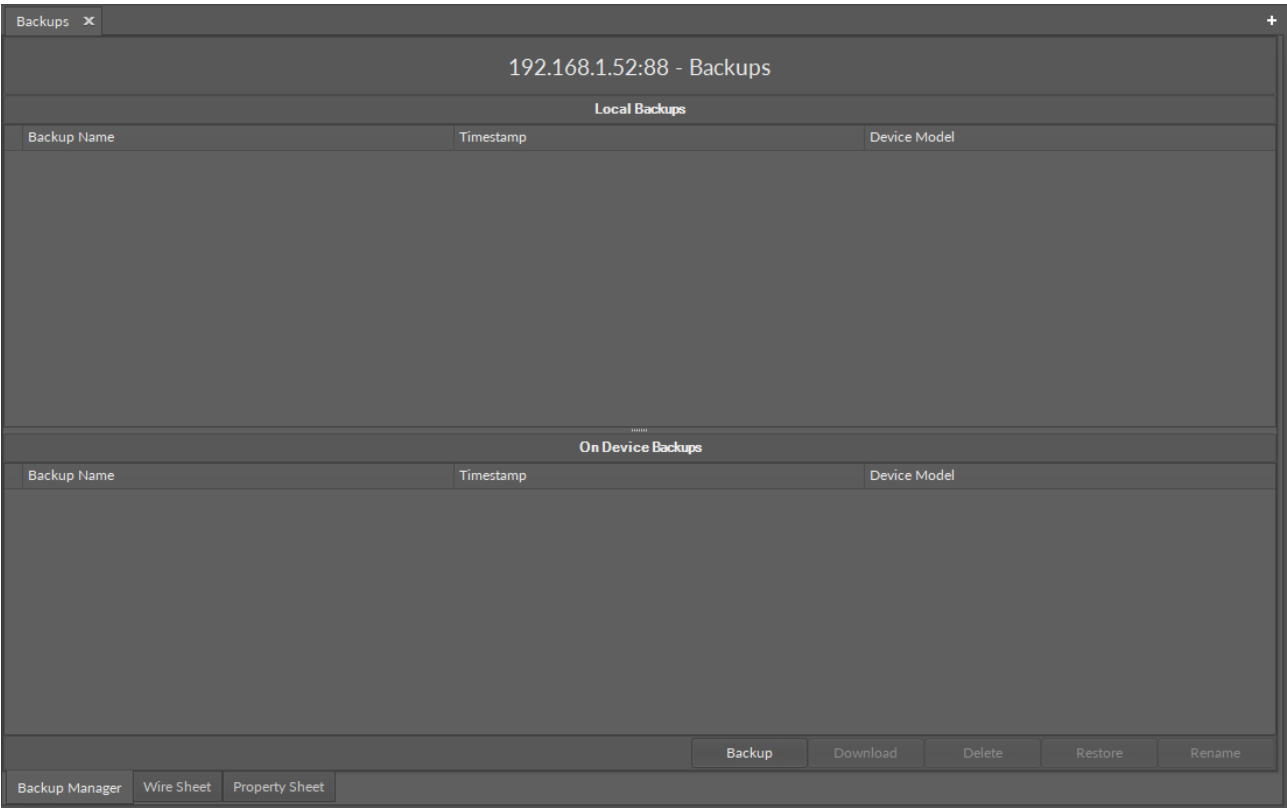 Backups x +
192.168.1.52:88 - Backups
Local Backups
Backup Name Timestamp Device Model
On Device Backups
Backup Name Timestamp Device Model
Backup Download Delete Restore Rename
Backup Manager Wire Sheet Property Sheet